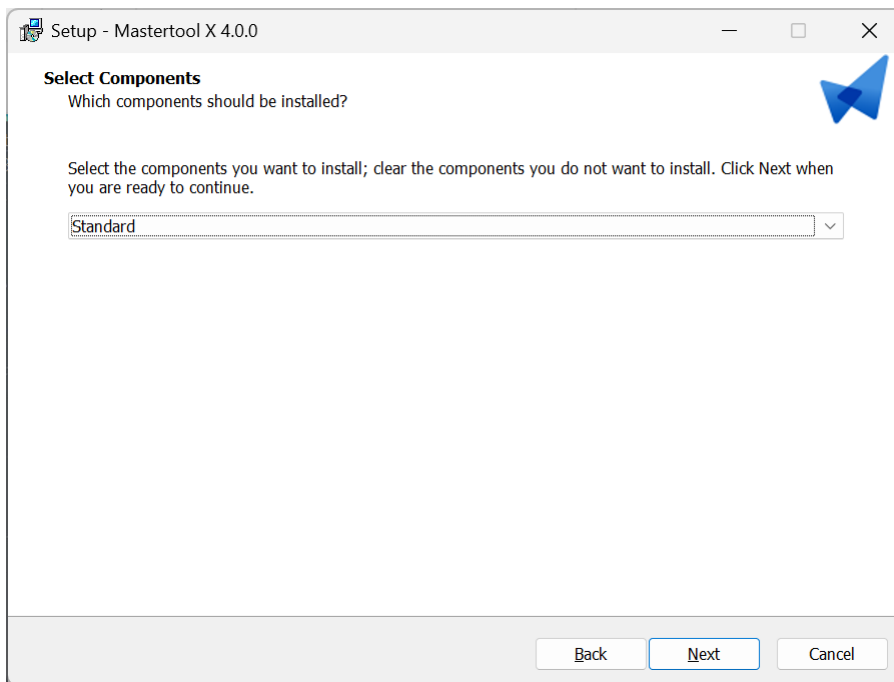 Setup - Mastertool X 4.0.0
Select Components
Which components should be installed?
Select the components you want to install; clear the components you do not want to install. Click Next when
you are ready to continue.
Standard
Back
Next
Cancel